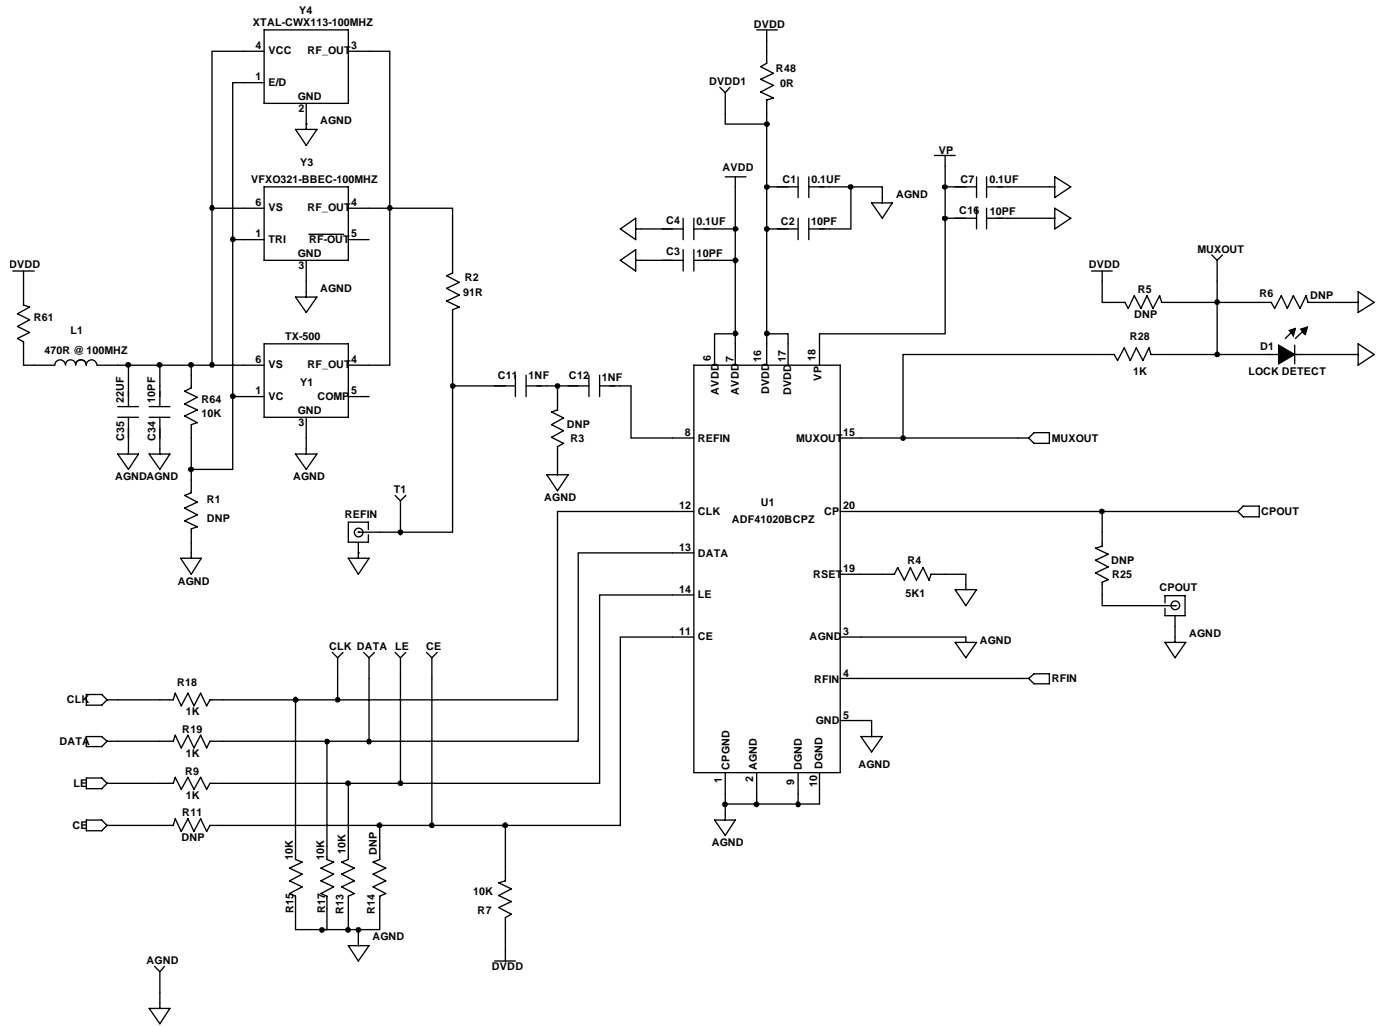 Y4
XTAL-CWX113-100MHZ
4 VCC RF_OUT 3
1 E/D
GND
2
AGND
Y3
VFXO321-BBEC-100MHZ
6 VS RF_OUT 4
1 TRI RF-OUT 5
GND
3
AGND
DVDD
R61
L1
470R @ 100MHZ
TX-500
6 VS RF_OUT 4
Y1
1 VC COMP 5
GND
3
AGND
22UF
C35
10PF
C34
AGND
AGND
R64
10K
R1
DNP
AGND
R2
91R
C11 1NF
C12 1NF
DNP
R3
AGND
T1
REFIN
DVDD
R48
0R
DVDD1
AVDD
C1 0.1UF
AGND
C2 10PF
C4 0.1UF
C3 10PF
VP
C7 0.1UF
C16 10PF
MUXOUT
DVDD
R5
DNP
R6 DNP
R28
1K
D1
LOCK DETECT
AVDD 6
AVDD 7
DVDD 16
DVDD 17
VP 18
8 REFIN
MUXOUT 15
MUXOUT
U1
ADF41020BCPZ
12 CLK
CP 20
CPOUT
13 DATA
14 LE
11 CE
RSET 19
R4
5K1
AGND 3
AGND
RFIN 4
RFIN
GND 5
AGND
DNP
R25
CPOUT
AGND
CPGND
AGND
DGND
DGND
1
2
9
10
AGND
CLK DATA LE CE
CLK
R18
1K
DATA
R19
1K
LE
R9
1K
CE
R11
DNP
10K
R15
10K
R17
10K
R13
DNP
R14
AGND
10K
R7
DVDD
AGND